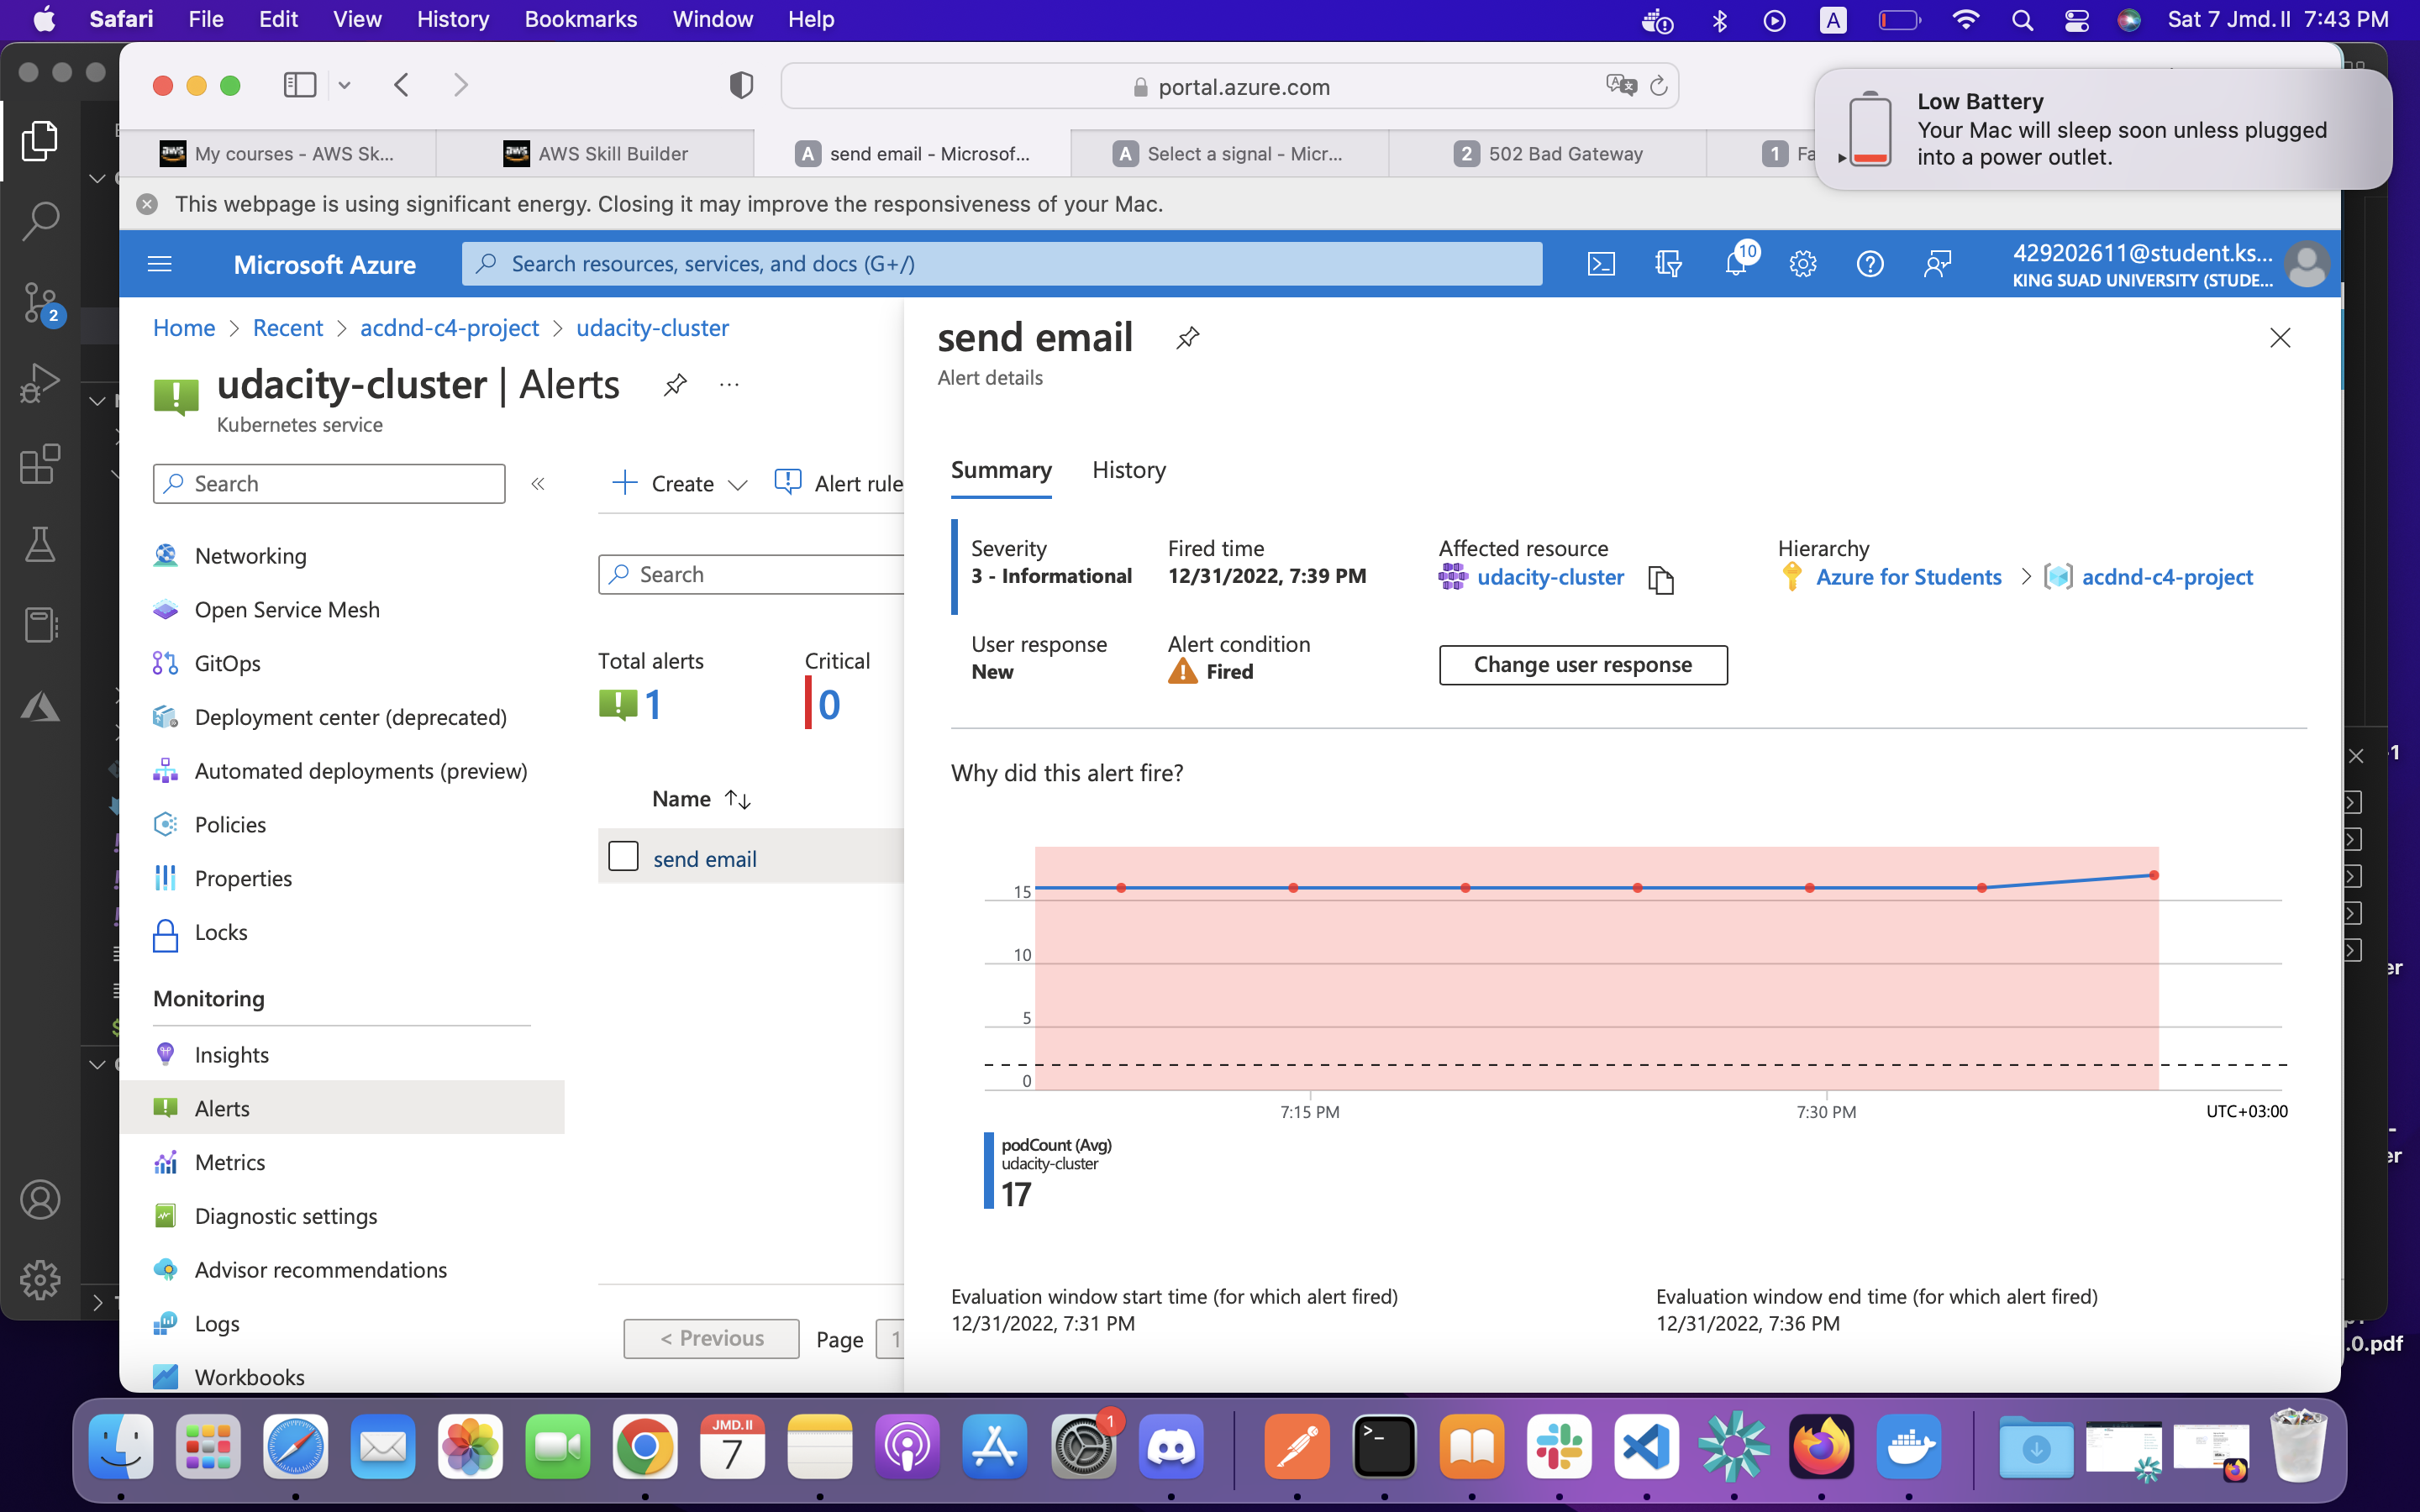 Safari File Edit View History Bookmarks Window Help A Sat 7 Jmd. II 7:43 PM
portal.azure.com
Low Battery
Your Mac will sleep soon unless plugged
into a power outlet.
aws My courses - AWS Sk...
aws AWS Skill Builder
A send email - Microsof...
A Select a signal - Micr...
2 502 Bad Gateway
1 Fa
This webpage is using significant energy. Closing it may improve the responsiveness of your Mac.
Microsoft Azure
Search resources, services, and docs (G+/)
10
429202611@student.ks...
KING SUAD UNIVERSITY (STUDE...
2
Home > Recent > acdnd-c4-project > udacity-cluster
udacity-cluster | Alerts ...
Kubernetes service
Search «
Networking
Open Service Mesh
GitOps
Deployment center (deprecated)
Automated deployments (preview)
Policies
Properties
Locks
Monitoring
Insights
Alerts
Metrics
Diagnostic settings
Advisor recommendations
Logs
Workbooks
+ Create Alert rule
Search
Total alerts
1
Critical
0
Name ↑↓
send email
< Previous Page 1
send email
Alert details
Summary History
Severity
3 - Informational
Fired time
12/31/2022, 7:39 PM
Affected resource
udacity-cluster
Hierarchy
Azure for Students > acdnd-c4-project
User response
New
Alert condition
Fired
Change user response
Why did this alert fire?
15
10
5
0
7:15 PM
7:30 PM
UTC+03:00
podCount (Avg)
udacity-cluster
17
Evaluation window start time (for which alert fired)
12/31/2022, 7:31 PM
Evaluation window end time (for which alert fired)
12/31/2022, 7:36 PM
.0.pdf
JMD.II
7
1